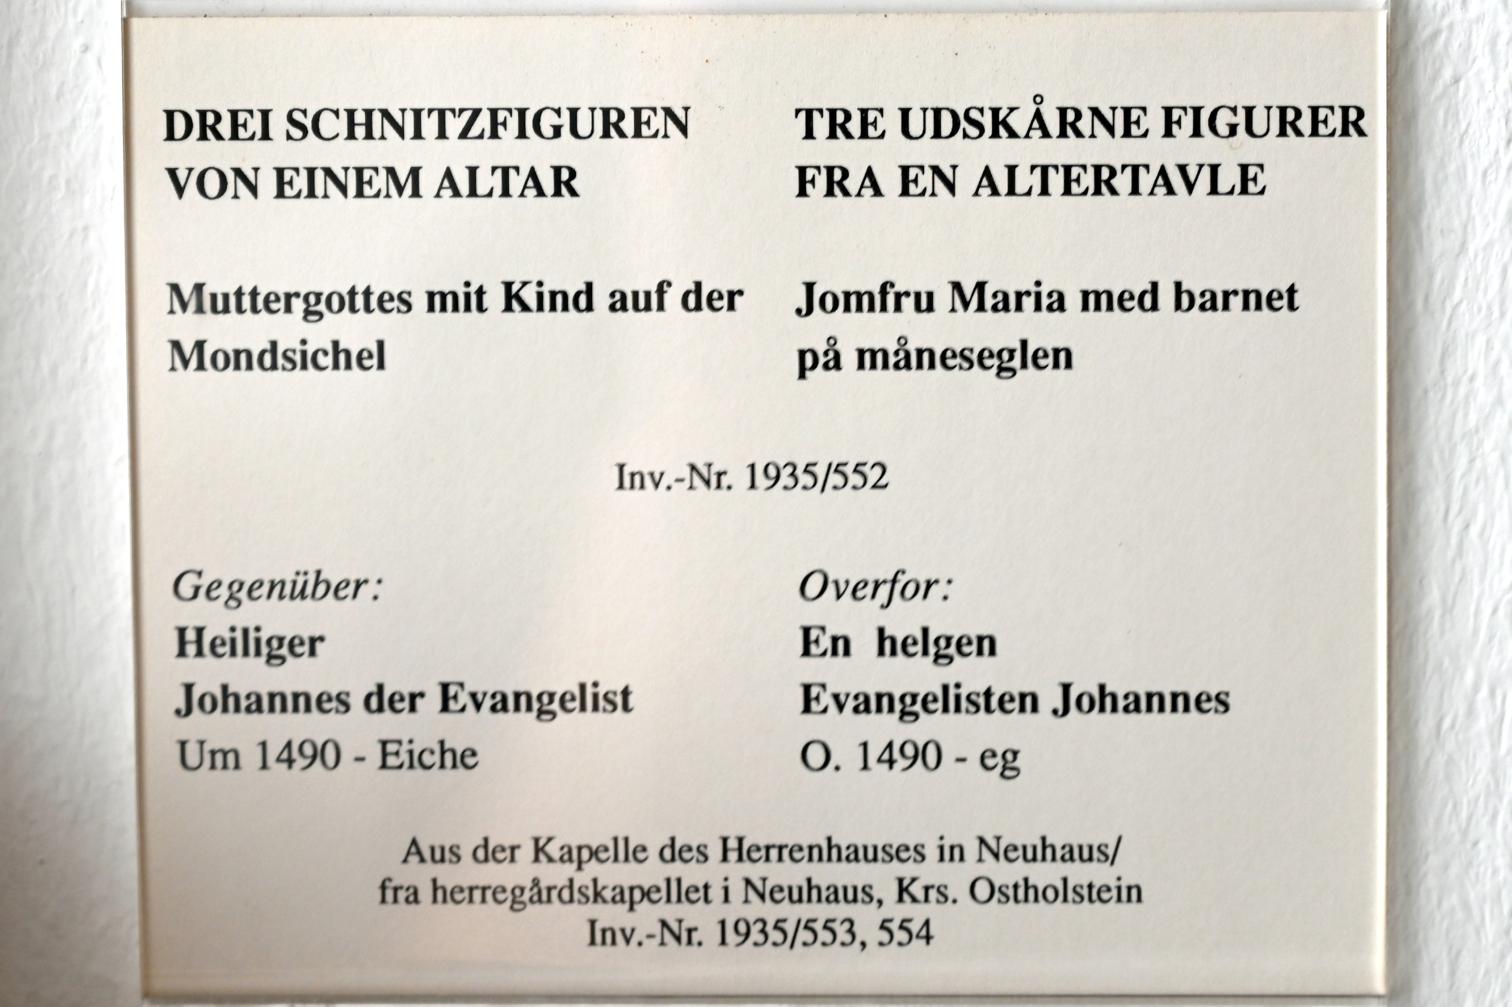 DREI SCHNITZFIGUREN
VON EINEM ALTAR
Muttergottes mit Kind auf der
Mondsichel
TRE UDSKÅRNE FIGURER
FRA EN ALTERTAVLE
Jomfru Maria med barnet
på måneseglen
Inv.-Nr. 1935/552
Gegenüber:
Heiliger
Johannes der Evangelist
Um 1490 - Eiche
Overfor:
En helgen
Evangelisten Johannes
O. 1490 - eg
Aus der Kapelle des Herrenhauses in Neuhaus/
fra herregårdskapellet i Neuhaus, Krs. Ostholstein
Inv.-Nr. 1935/553, 554